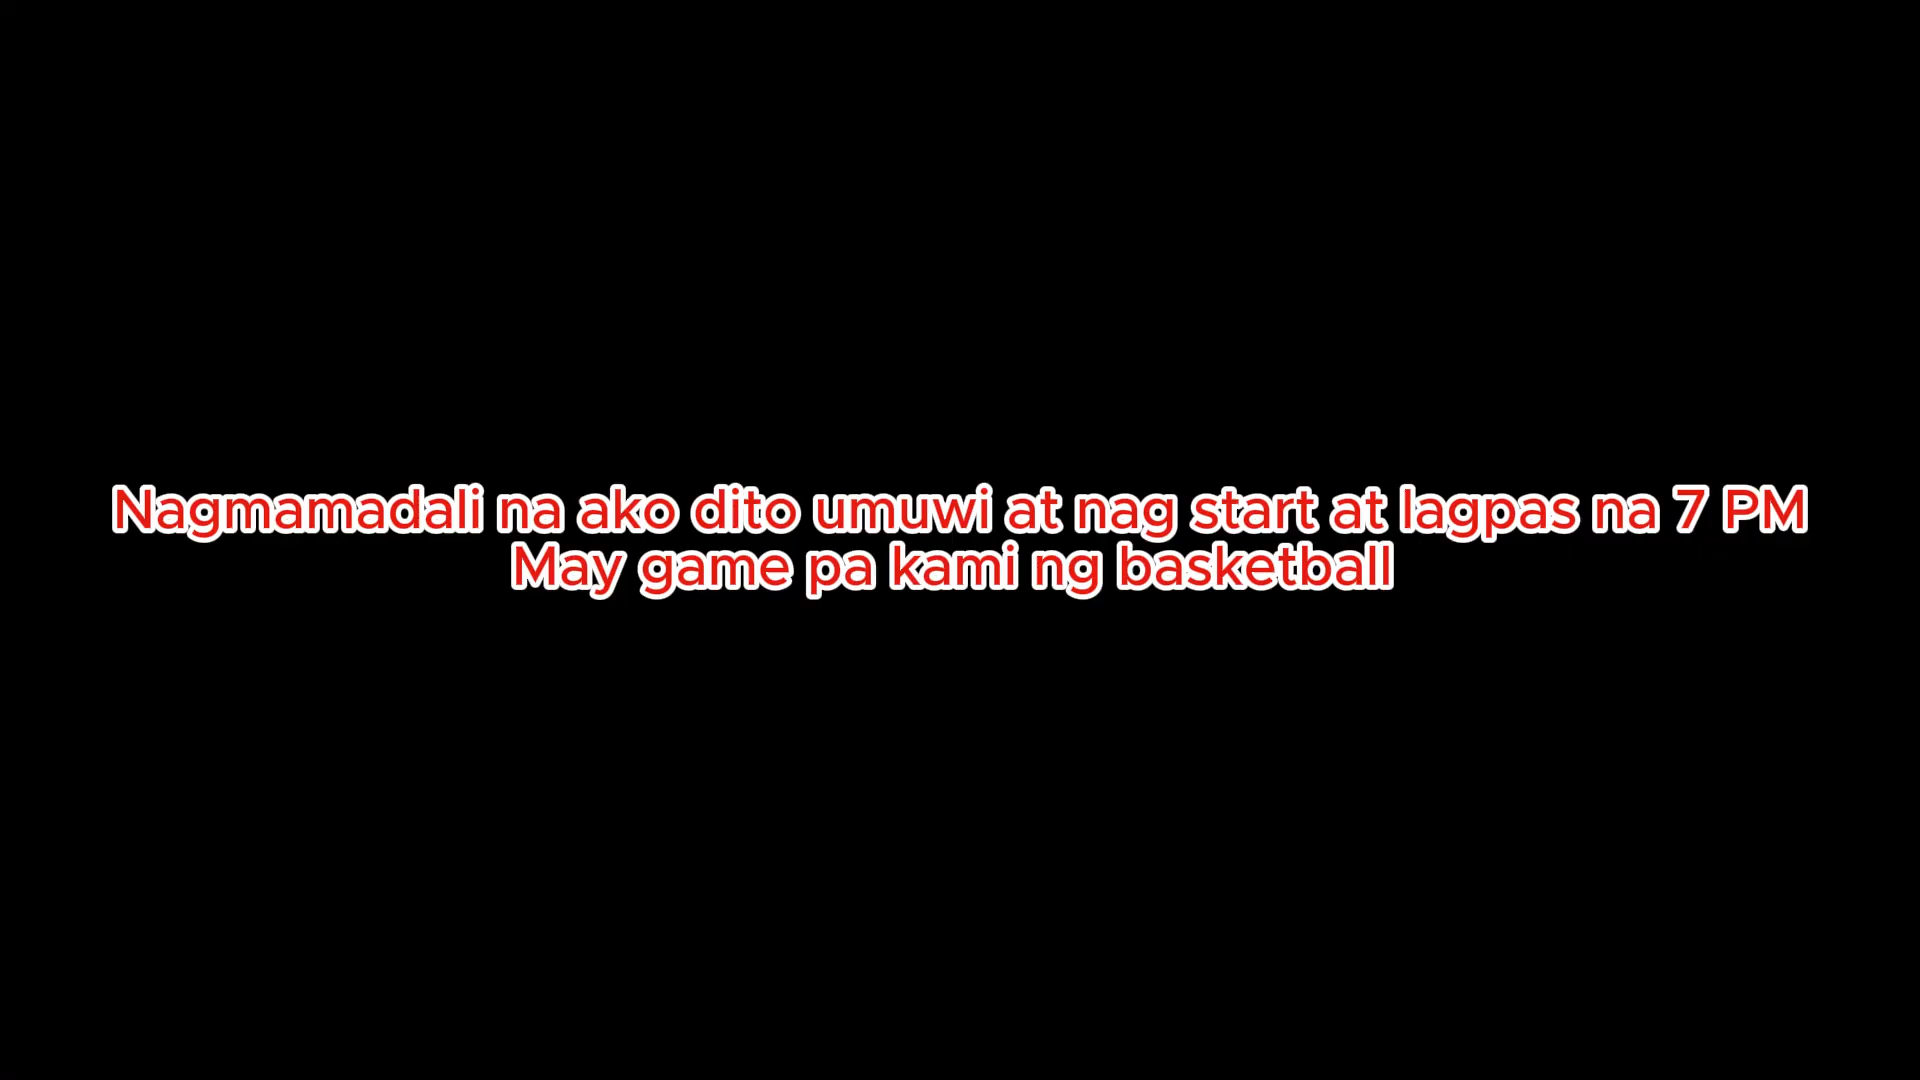 Nagmamadali na ako dito umuwi at nag start at lagpas na 7 PM
May game pa kami ng basketball